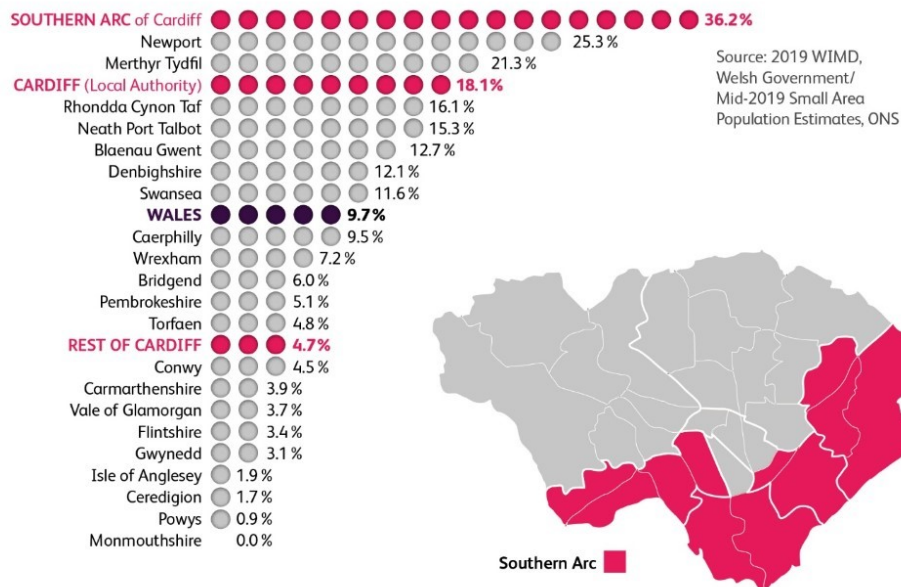 SOUTHERN ARC of Cardiff 36.2%
Newport 25.3%
Merthyr Tydfil 21.3%
CARDIFF (Local Authority) 18.1%
Rhondda Cynon Taf 16.1%
Neath Port Talbot 15.3%
Blaenau Gwent 12.7%
Denbighshire 12.1%
Swansea 11.6%
WALES 9.7%
Caerphilly 9.5%
Wrexham 7.2%
Bridgend 6.0%
Pembrokeshire 5.1%
Torfaen 4.8%
REST OF CARDIFF 4.7%
Conwy 4.5%
Carmarthenshire 3.9%
Vale of Glamorgan 3.7%
Flintshire 3.4%
Gwynedd 3.1%
Isle of Anglesey 1.9%
Ceredigion 1.7%
Powys 0.9%
Monmouthshire 0.0%
Source: 2019 WIMD,
Welsh Government/
Mid-2019 Small Area
Population Estimates, ONS
Southern Arc